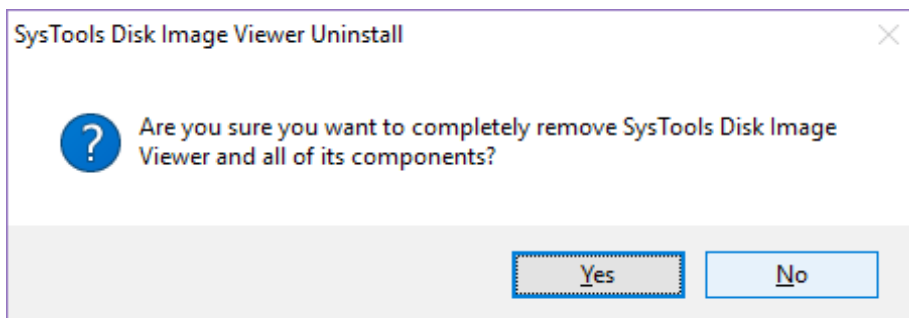 SysTools Disk Image Viewer Uninstall
Are you sure you want to completely remove SysTools Disk Image
Viewer and all of its components?
Yes
No